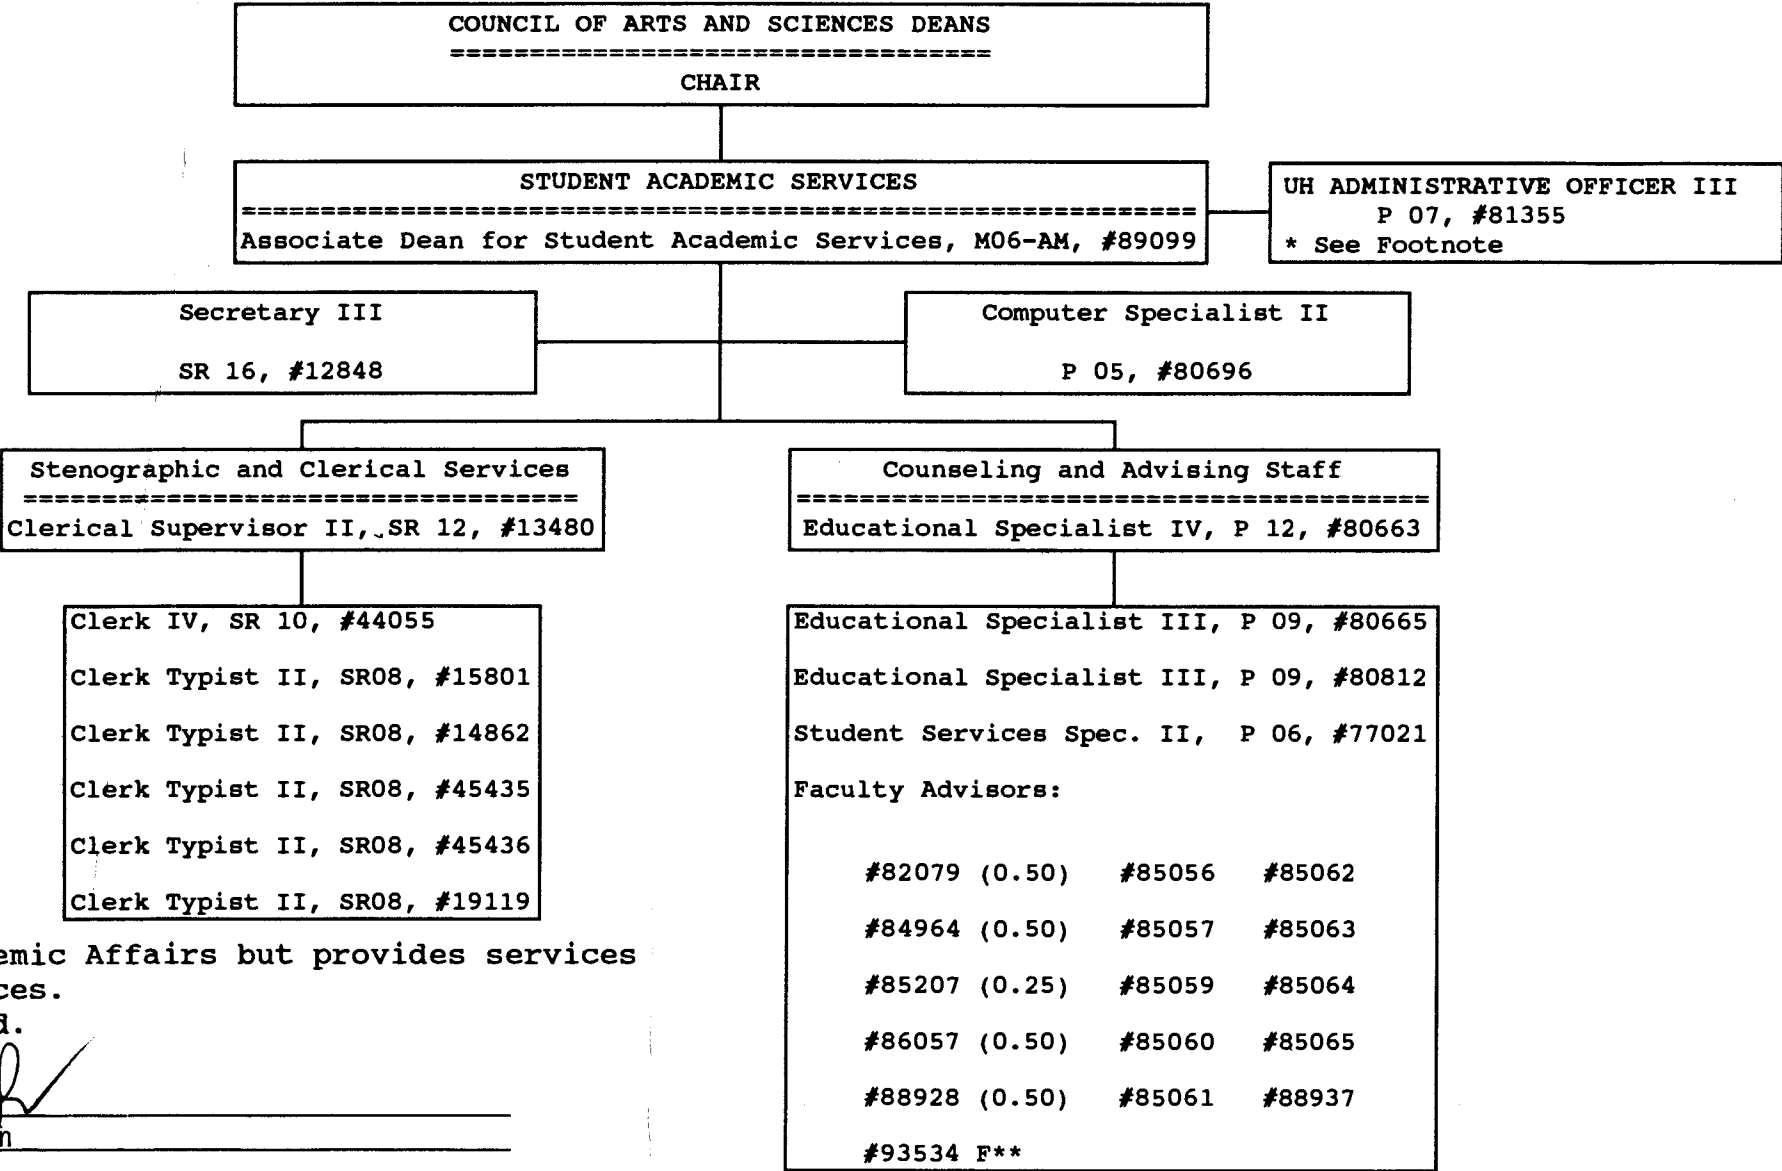 COUNCIL OF ARTS AND SCIENCES DEANS
==================================
CHAIR
STUDENT ACADEMIC SERVICES
============================================================
Associate Dean for Student Academic Services, M06-AM, #89099
UH ADMINISTRATIVE OFFICER III
P 07, #81355
* See Footnote
Secretary III
SR 16, #12848
Computer Specialist II
P 05, #80696
Stenographic and Clerical Services
===================================
Clerical Supervisor II, SR 12, #13480
Counseling and Advising Staff
========================================
Educational Specialist IV, P 12, #80663
Clerk IV, SR 10, #44055
Clerk Typist II, SR08, #15801
Clerk Typist II, SR08, #14862
Clerk Typist II, SR08, #45435
Clerk Typist II, SR08, #45436
Clerk Typist II, SR08, #19119
Educational Specialist III, P 09, #80665
Educational Specialist III, P 09, #80812
Student Services Spec. II, P 06, #77021
Faculty Advisors:
#82079 (0.50) #85056 #85062
#84964 (0.50) #85057 #85063
#85207 (0.25) #85059 #85064
#86057 (0.50) #85060 #85065
#88928 (0.50) #85061 #88937
#93534 F**
emic Affairs but provides services
ces.
d.
n